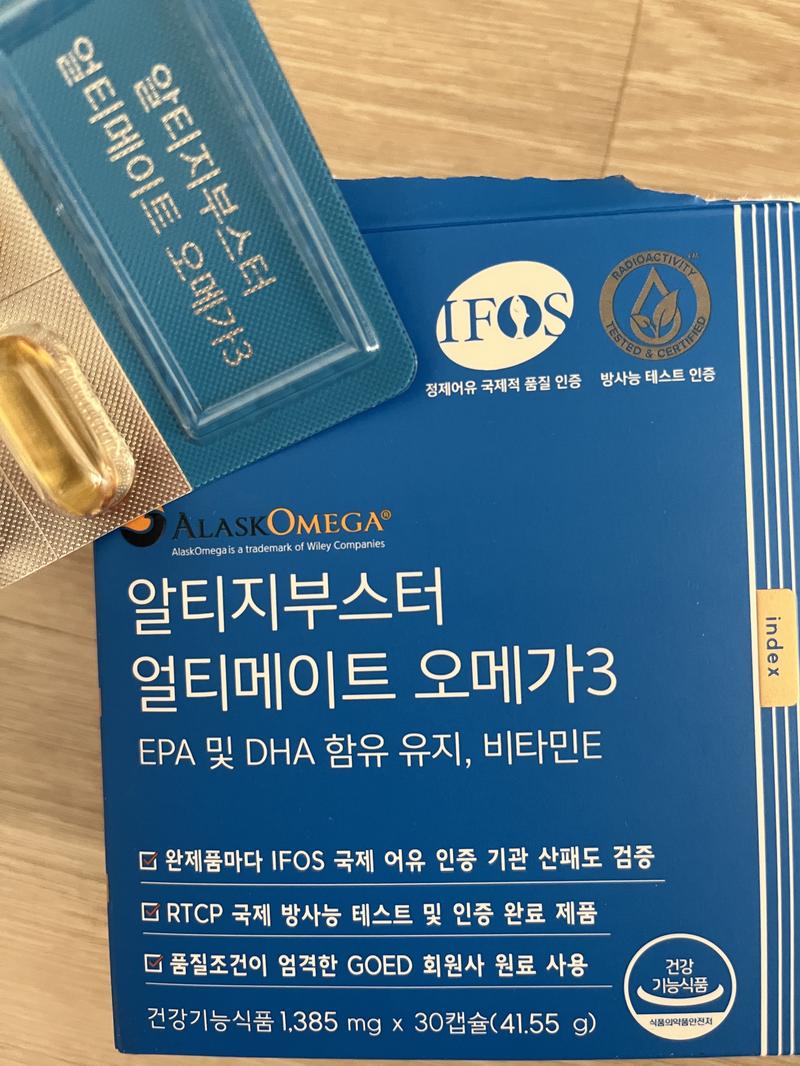 알티지부스터
얼티메이트 오메가3
IFOS
정제어유 국제적 품질 인증
RADIOACTIVITY
TESTED & CERTIFIED
방사능 테스트 인증
ALASKOMEGA®
AlaskOmega is a trademark of Wiley Companies
알티지부스터
얼티메이트 오메가3
EPA 및 DHA 함유 유지, 비타민E
index
완제품마다 IFOS 국제 어유 인증 기관 산패도 검증
RTCP 국제 방사능 테스트 및 인증 완료 제품
품질조건이 엄격한 GOED 회원사 원료 사용
건강
기능식품
식품의약품안전처
건강기능식품 1,385 mg x 30캡슐(41.55 g)